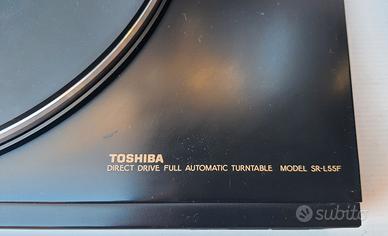 TOSHIBA
DIRECT DRIVE FULL AUTOMATIC TURNTABLE MODEL SR-L55F
subito